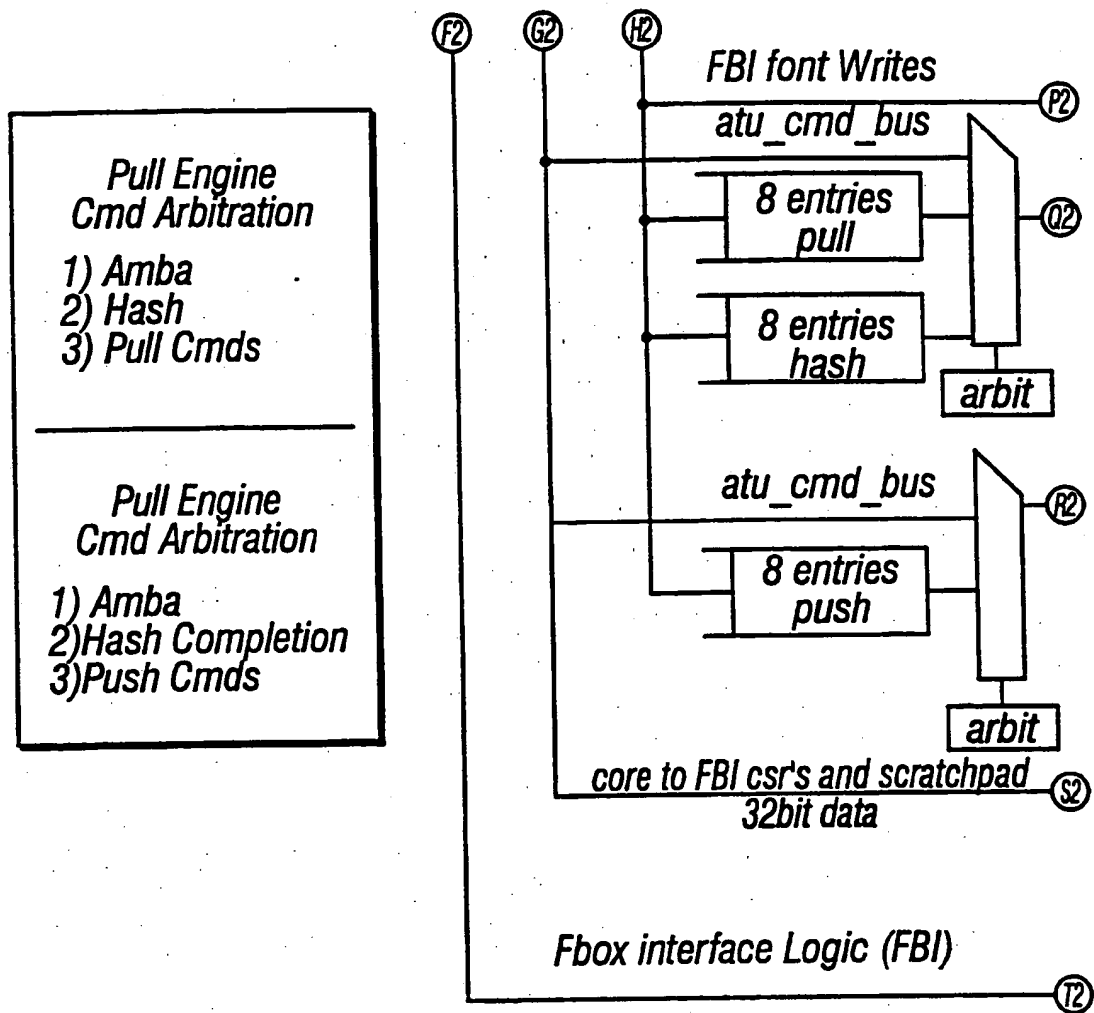 F2
G2
H2
FBI font Writes
P2
atu_cmd_bus
Pull Engine
Cmd Arbitration
1) Amba
2) Hash
3) Pull Cmds
8 entries
pull
Q2
8 entries
hash
arbit
Pull Engine
Cmd Arbitration
1) Amba
2)Hash Completion
3)Push Cmds
atu_cmd_bus
R2
8 entries
push
arbit
core to FBI csr's and scratchpad
32bit data
S2
Fbox interface Logic (FBI)
T2